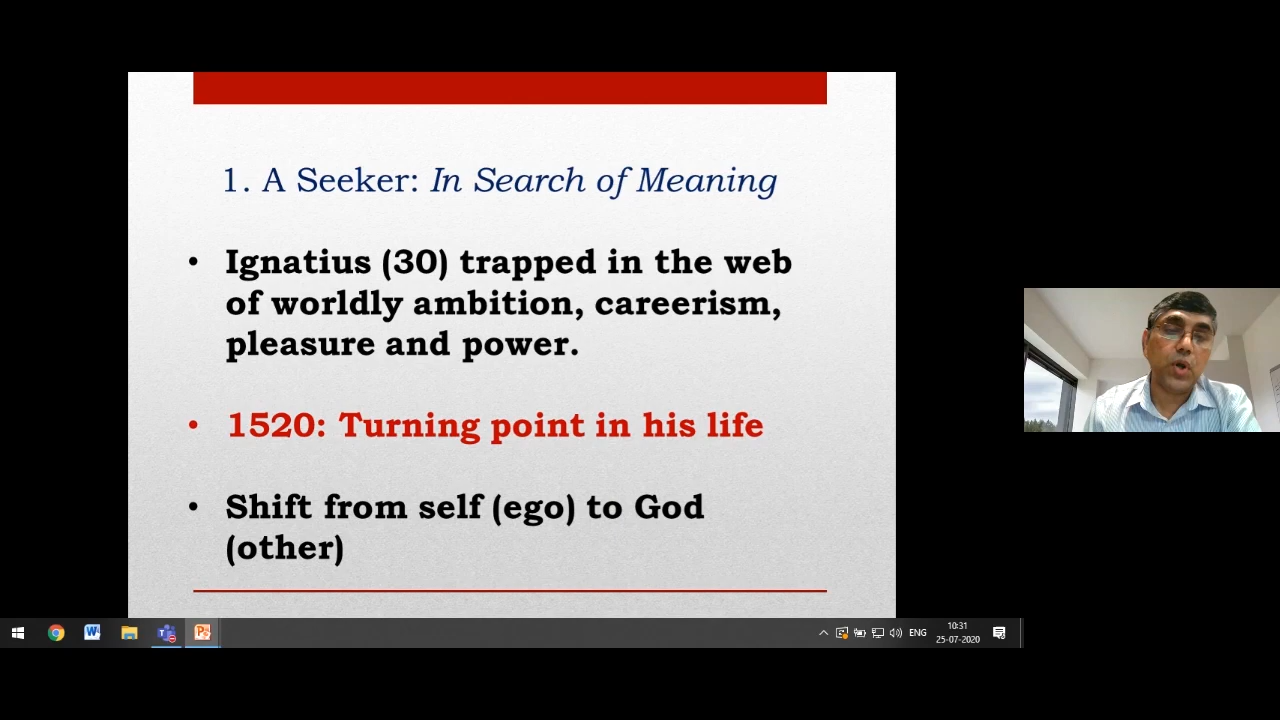 1. A Seeker: In Search of Meaning
• Ignatius (30) trapped in the web
of worldly ambition, careerism,
pleasure and power.
• 1520: Turning point in his life
• Shift from self (ego) to God
(other)
ENG
10:31
25-07-2020